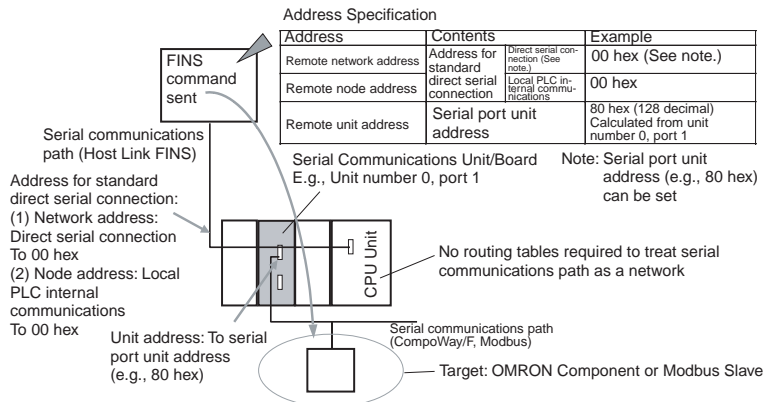 Address Specification
Address Contents Example
Remote network address
Address for standard direct serial connection
Direct serial con-
nection (See
note.)
00 hex (See note.)
Remote node address
Local PLC in-
ternal commu-
nications
00 hex
Remote unit address
Serial port unit
address
80 hex (128 decimal)
Calculated from unit
number 0, port 1
FINS
command
sent
Serial communications
path (Host Link FINS)
Serial Communications Unit/Board
E.g., Unit number 0, port 1
Note: Serial port unit
address (e.g., 80 hex)
can be set
Address for standard
direct serial connection:
(1) Network address:
Direct serial connection
To 00 hex
(2) Node address: Local
PLC internal
communications
To 00 hex
CPU Unit
No routing tables required to treat serial
communications path as a network
Unit address: To serial
port unit address
(e.g., 80 hex)
Serial communications path
(CompoWay/F, Modbus)
Target: OMRON Component or Modbus Slave